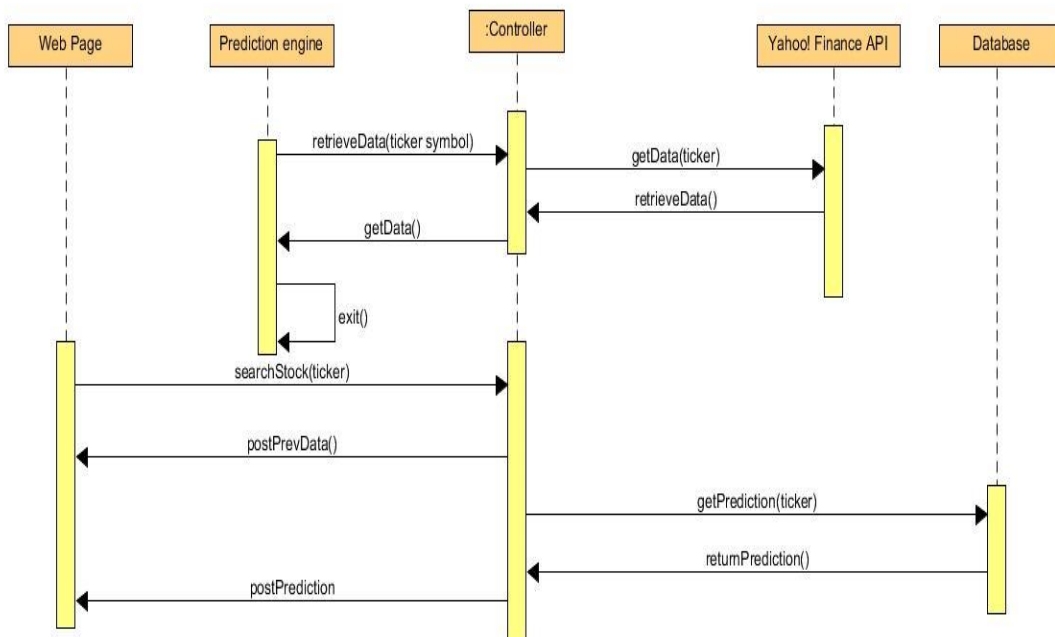 Web Page
Prediction engine
:Controller
Yahoo! Finance API
Database
retrieveData(ticker symbol)
getData(ticker)
retrieveData()
getData()
exit()
searchStock(ticker)
postPrevData()
getPrediction(ticker)
returnPrediction()
postPrediction